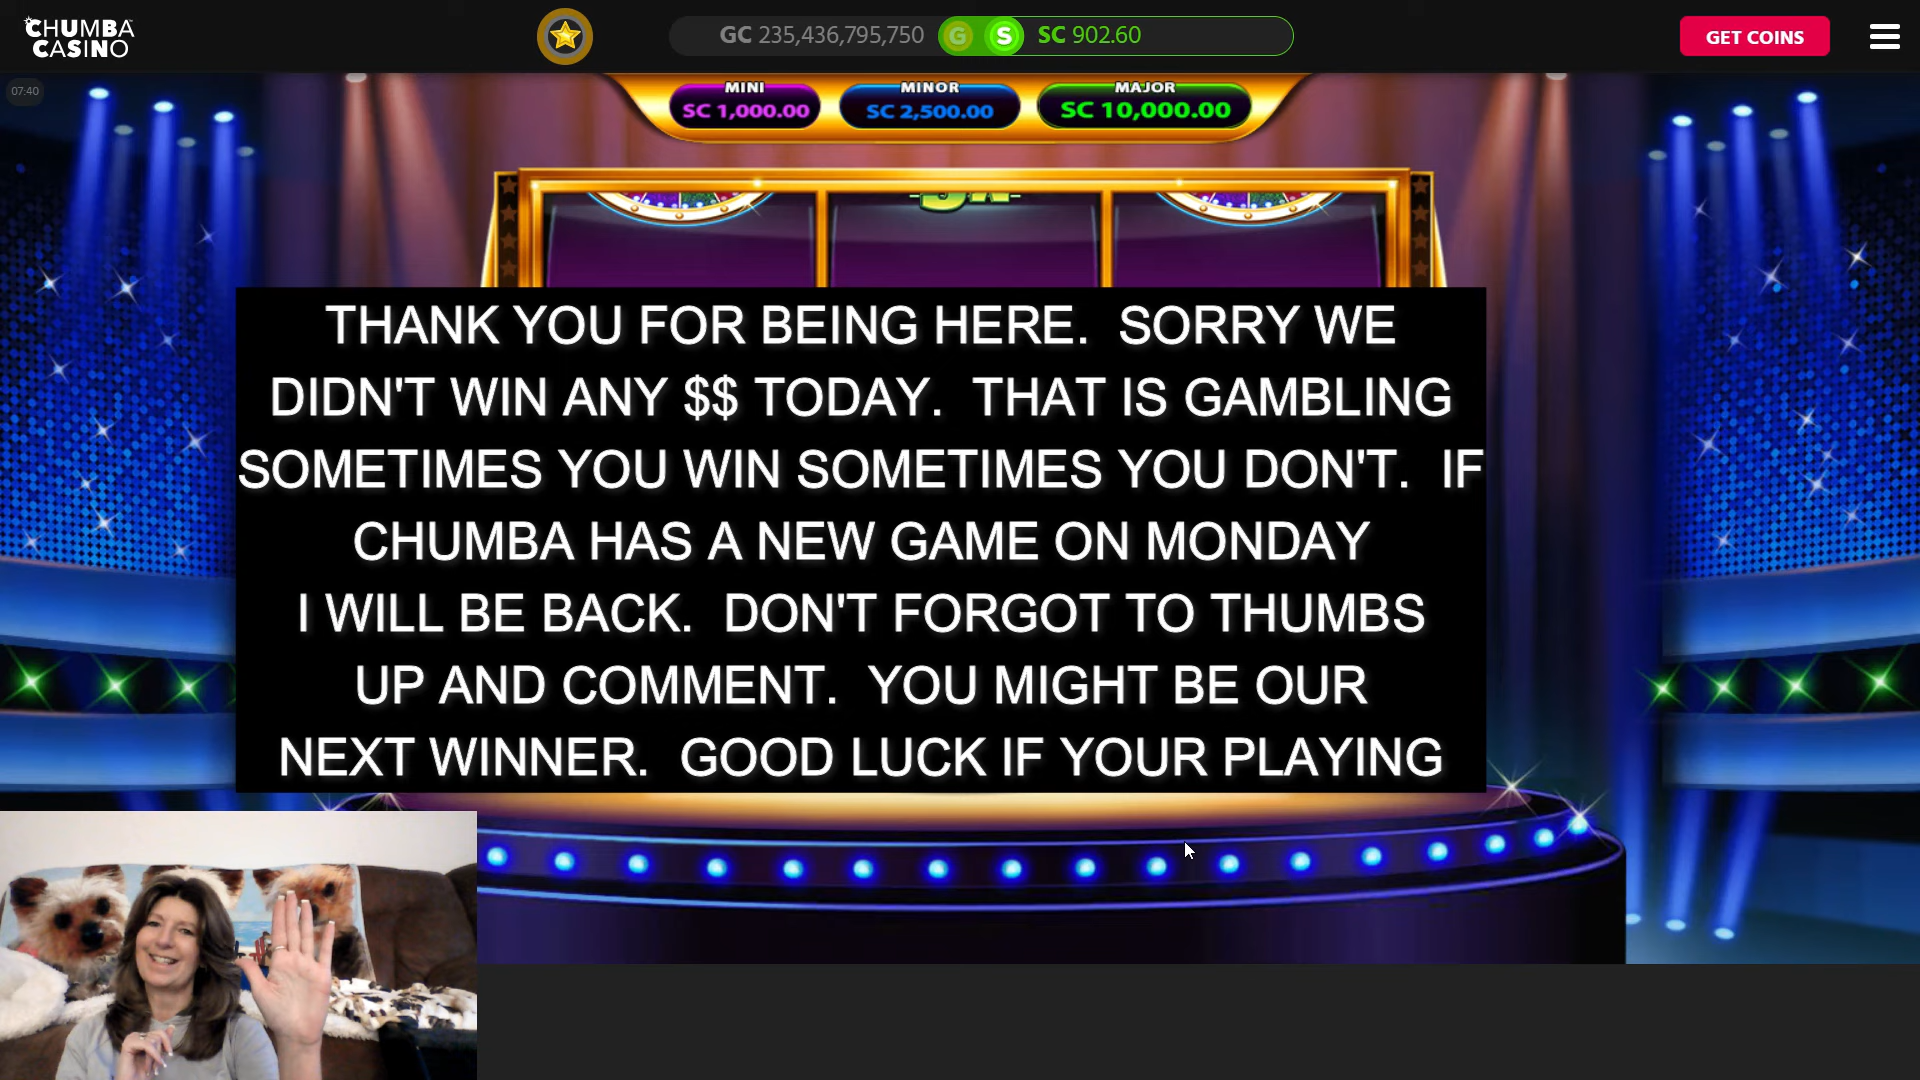 CHUMBA
CASINO
GC 235,436,795,750
G
S
SC 902.60
GET COINS
07:40
MINI
SC 1,000.00
MINOR
SC 2,500.00
MAJOR
SC 10,000.00
THANK YOU FOR BEING HERE.  SORRY WE
DIDN'T WIN ANY $$ TODAY.  THAT IS GAMBLING
SOMETIMES YOU WIN SOMETIMES YOU DON'T.  IF
CHUMBA HAS A NEW GAME ON MONDAY
I WILL BE BACK.  DON'T FORGOT TO THUMBS
UP AND COMMENT.  YOU MIGHT BE OUR
NEXT WINNER.  GOOD LUCK IF YOUR PLAYING